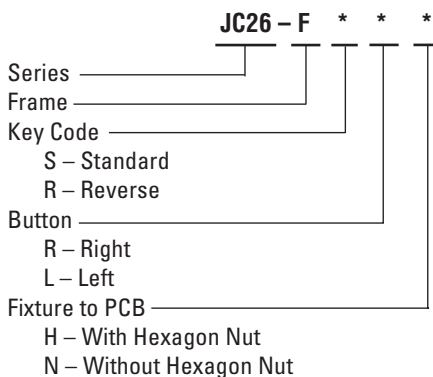 JC26 – F * * *
Series
Frame
Key Code
S – Standard
R – Reverse
Button
R – Right
L – Left
Fixture to PCB
H – With Hexagon Nut
N – Without Hexagon Nut